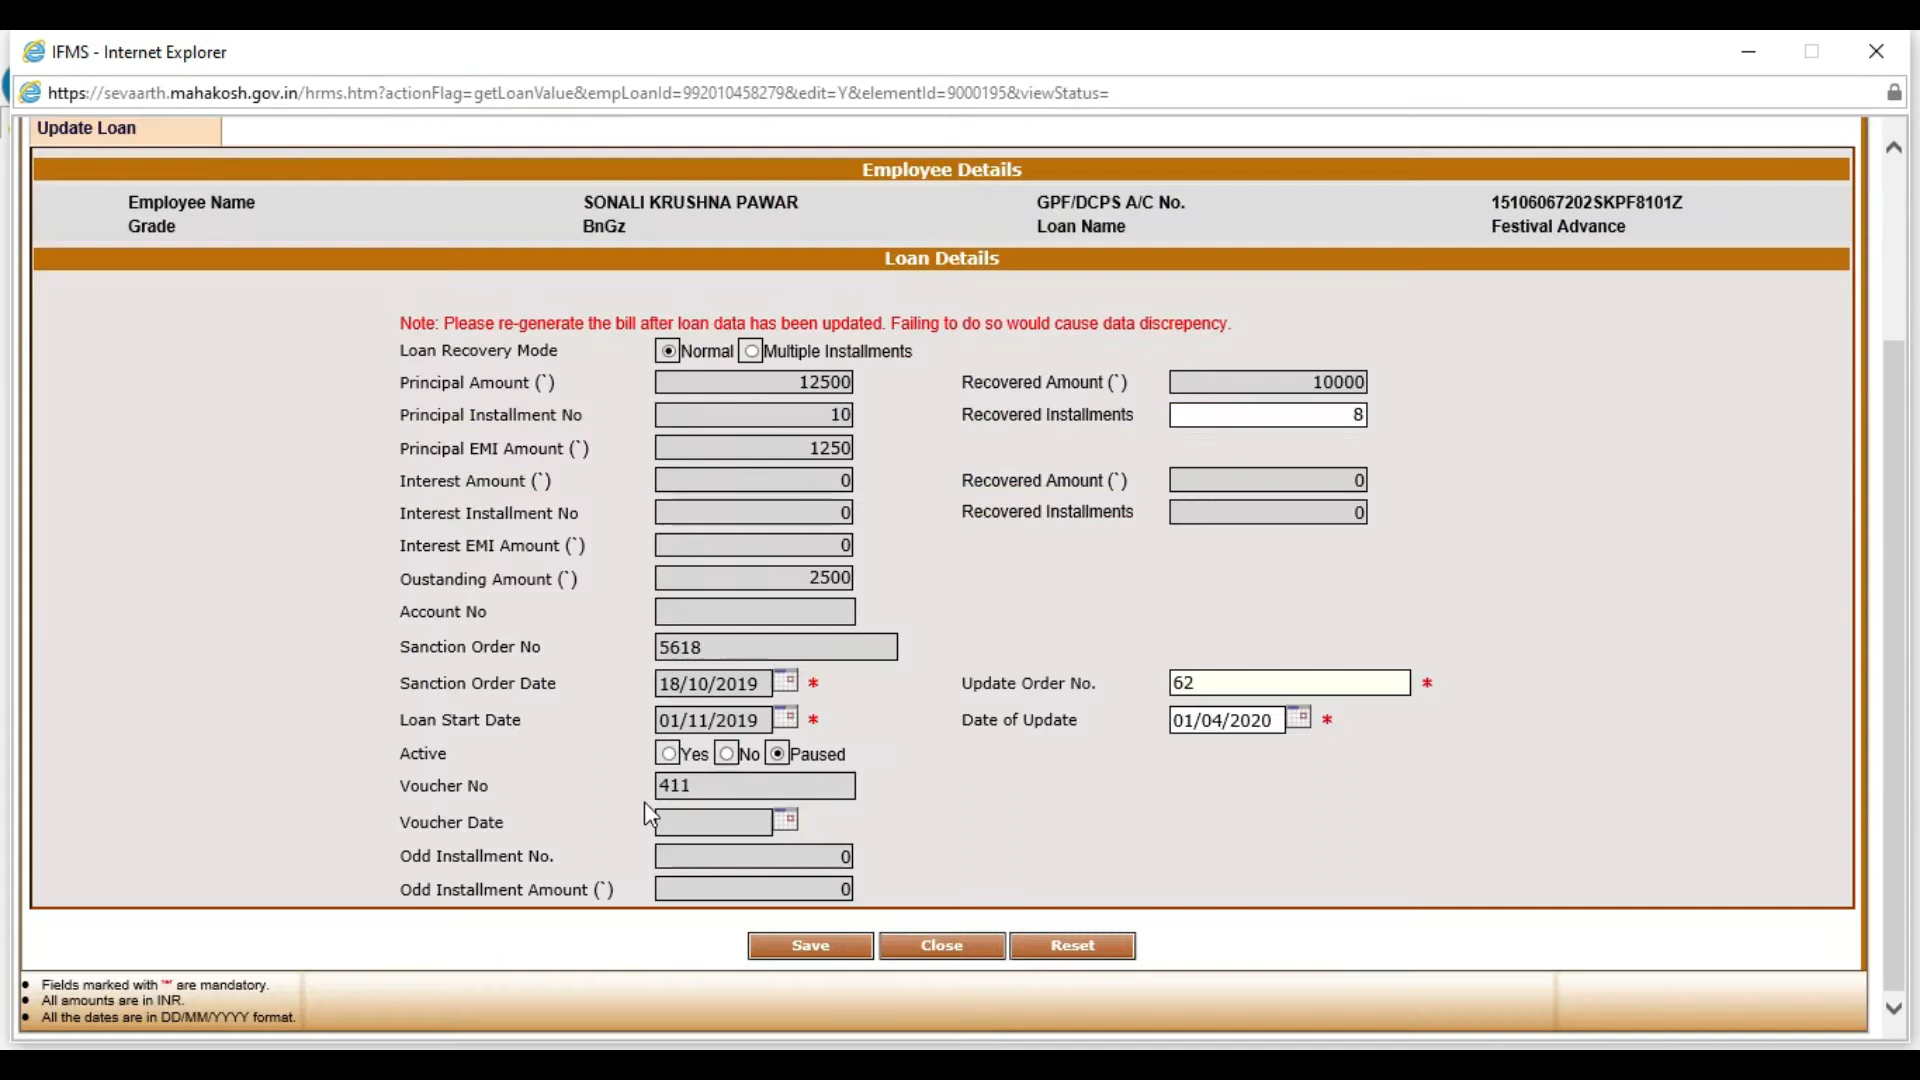 IFMS - Internet Explorer
https://sevaarth.mahakosh.gov.in/hrms.htm?actionFlag=getLoanValue&empLoanId=992010458279&edit=Y&elementId=9000195&viewStatus=
Update Loan
Employee Details
Employee Name SONALI KRUSHNA PAWAR GPF/DCPS A/C No. 15106067202SKPF8101Z
Grade BnGz Loan Name Festival Advance
Loan Details
Note: Please re-generate the bill after loan data has been updated. Failing to do so would cause data discrepency.
Loan Recovery Mode Normal Multiple Installments
Principal Amount (`) 12500 Recovered Amount (`) 10000
Principal Installment No 10 Recovered Installments 8
Principal EMI Amount (`) 1250
Interest Amount (`) 0 Recovered Amount (`) 0
Interest Installment No 0 Recovered Installments 0
Interest EMI Amount (`) 0
Oustanding Amount (`) 2500
Account No
Sanction Order No 5618
Sanction Order Date 18/10/2019 * Update Order No. 62 *
Loan Start Date 01/11/2019 * Date of Update 01/04/2020 *
Active Yes No Paused
Voucher No 411
Voucher Date
Odd Installment No. 0
Odd Installment Amount (`) 0
Save Close Reset
Fields marked with "*" are mandatory.
All amounts are in INR.
All the dates are in DD/MM/YYYY format.